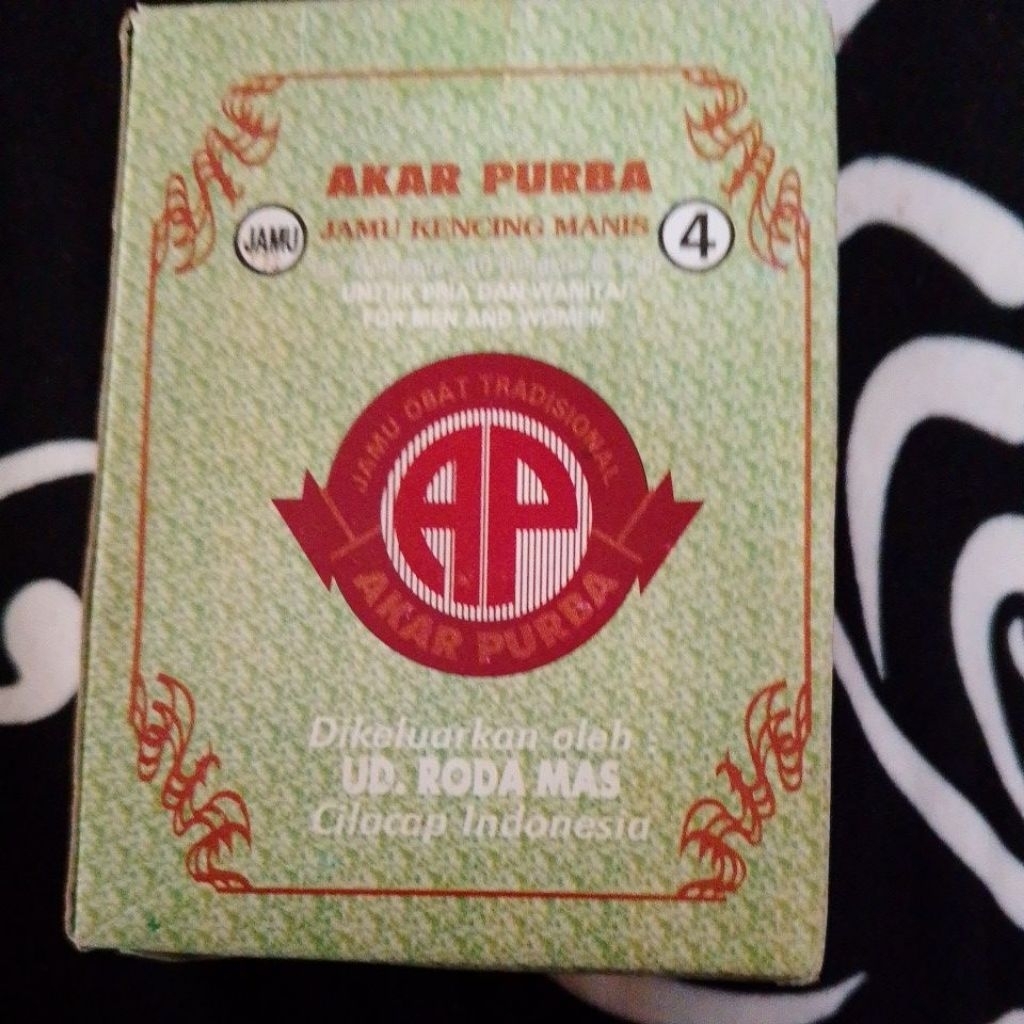 AKAR PURBA
JAMU
JAMU KENCING MANIS
4
UNTUK PRIA DAN WANITA/
FOR MEN AND WOMEN
JAMU OBAT TRADISIONAL
AP
AKAR PURBA
Dikeluarkan oleh :
UD. RODA MAS
Cilacap Indonesia